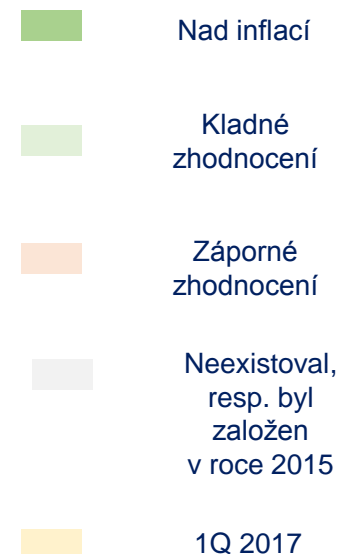 Nad inflací
Kladné
zhodnocení
Záporné
zhodnocení
Neexistoval,
resp. byl
založen
v roce 2015
1Q 2017